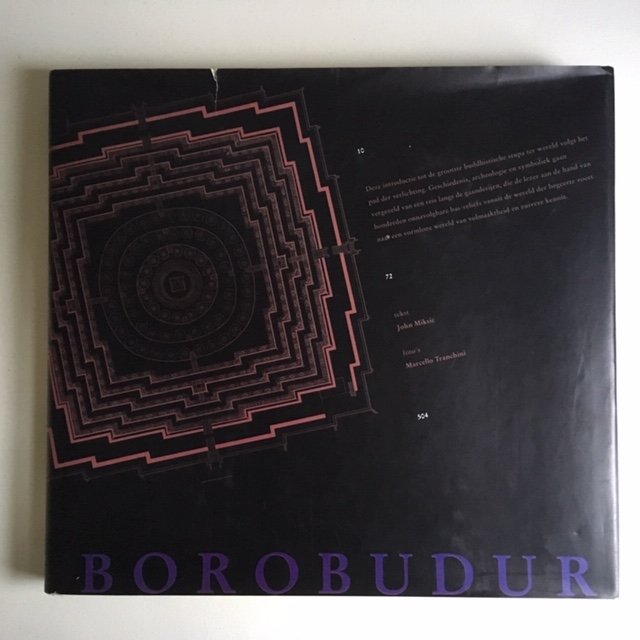 10
Deze introductie tot de grootste buddhistische stupa ter wereld volgt het
pad der verlichting. Geschiedenis, archeologie en symboliek gaan
vergezeld van een reis langs de gaanderijen, die de lezer aan de hand van
honderden onnavolgbare bas-reliefs vanuit de wereld der begeerte voert
naar een vormloze wereld van volmaaktheid en zuivere kennis.
72
tekst
John Miksic
foto's
Marcello Tranchini
504
BOROBUDUR